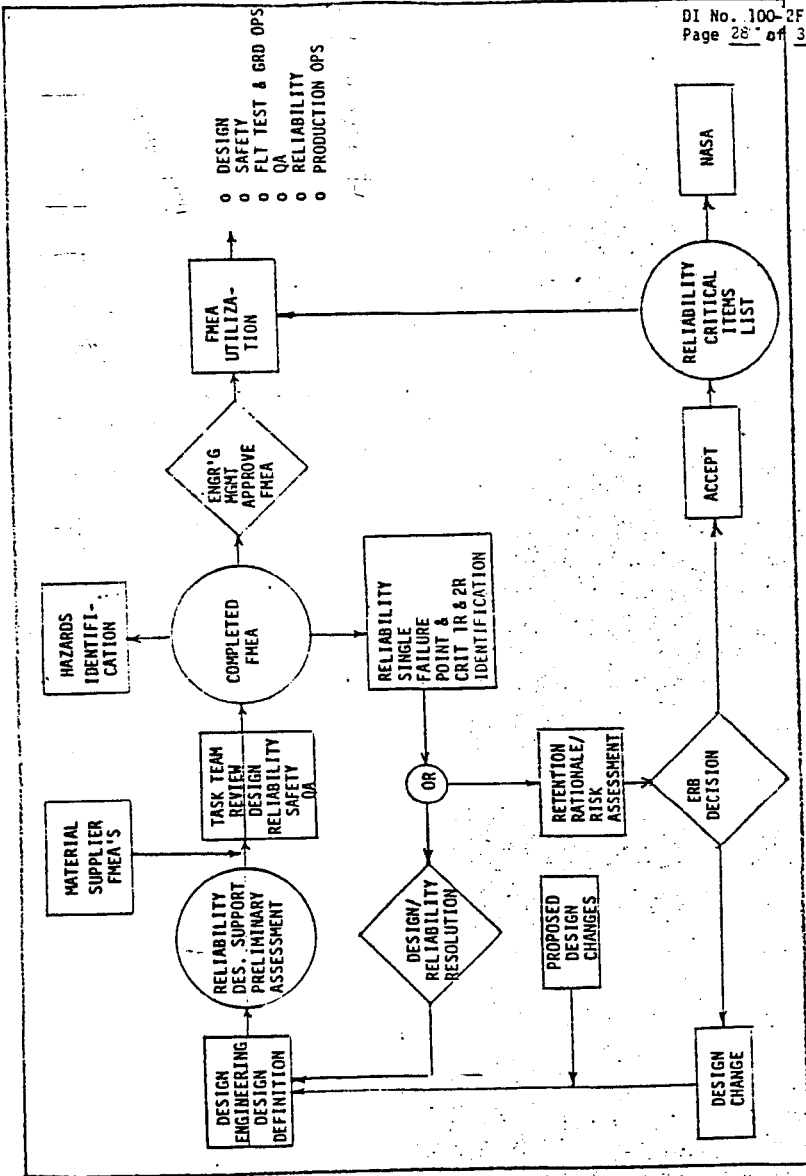 DI No. 100-2F
Page 28 of 3
MATERIAL
SUPPLIER
FMEA'S
HAZARDS
IDENTIFI-
CATION
DESIGN
ENGINEERING
DESIGN
DEFINITION
RELIABILITY
DES. SUPPORT
PRELIMINARY
ASSESSMENT
TASK TEAM
REVIEW
DESIGN
RELIABILITY
SAFETY
QA
COMPLETED
FMEA
ENGR'G
MGMT
APPROVE
FMEA
FMEA
UTILIZA-
TION
o DESIGN
o SAFETY
o FLT TEST & GRD OPS
o QA
o RELIABILITY
o PRODUCTION OPS
DESIGN/
RELIABILITY
RESOLUTION
OR
RELIABILITY
SINGLE
FAILURE
POINT &
CRIT 1R & 2R
IDENTIFICATION
PROPOSED
DESIGN
CHANGES
RETENTION
RATIONALE/
RISK
ASSESSMENT
DESIGN
CHANGE
ERB
DECISION
ACCEPT
RELIABILITY
CRITICAL
ITEMS
LIST
NASA